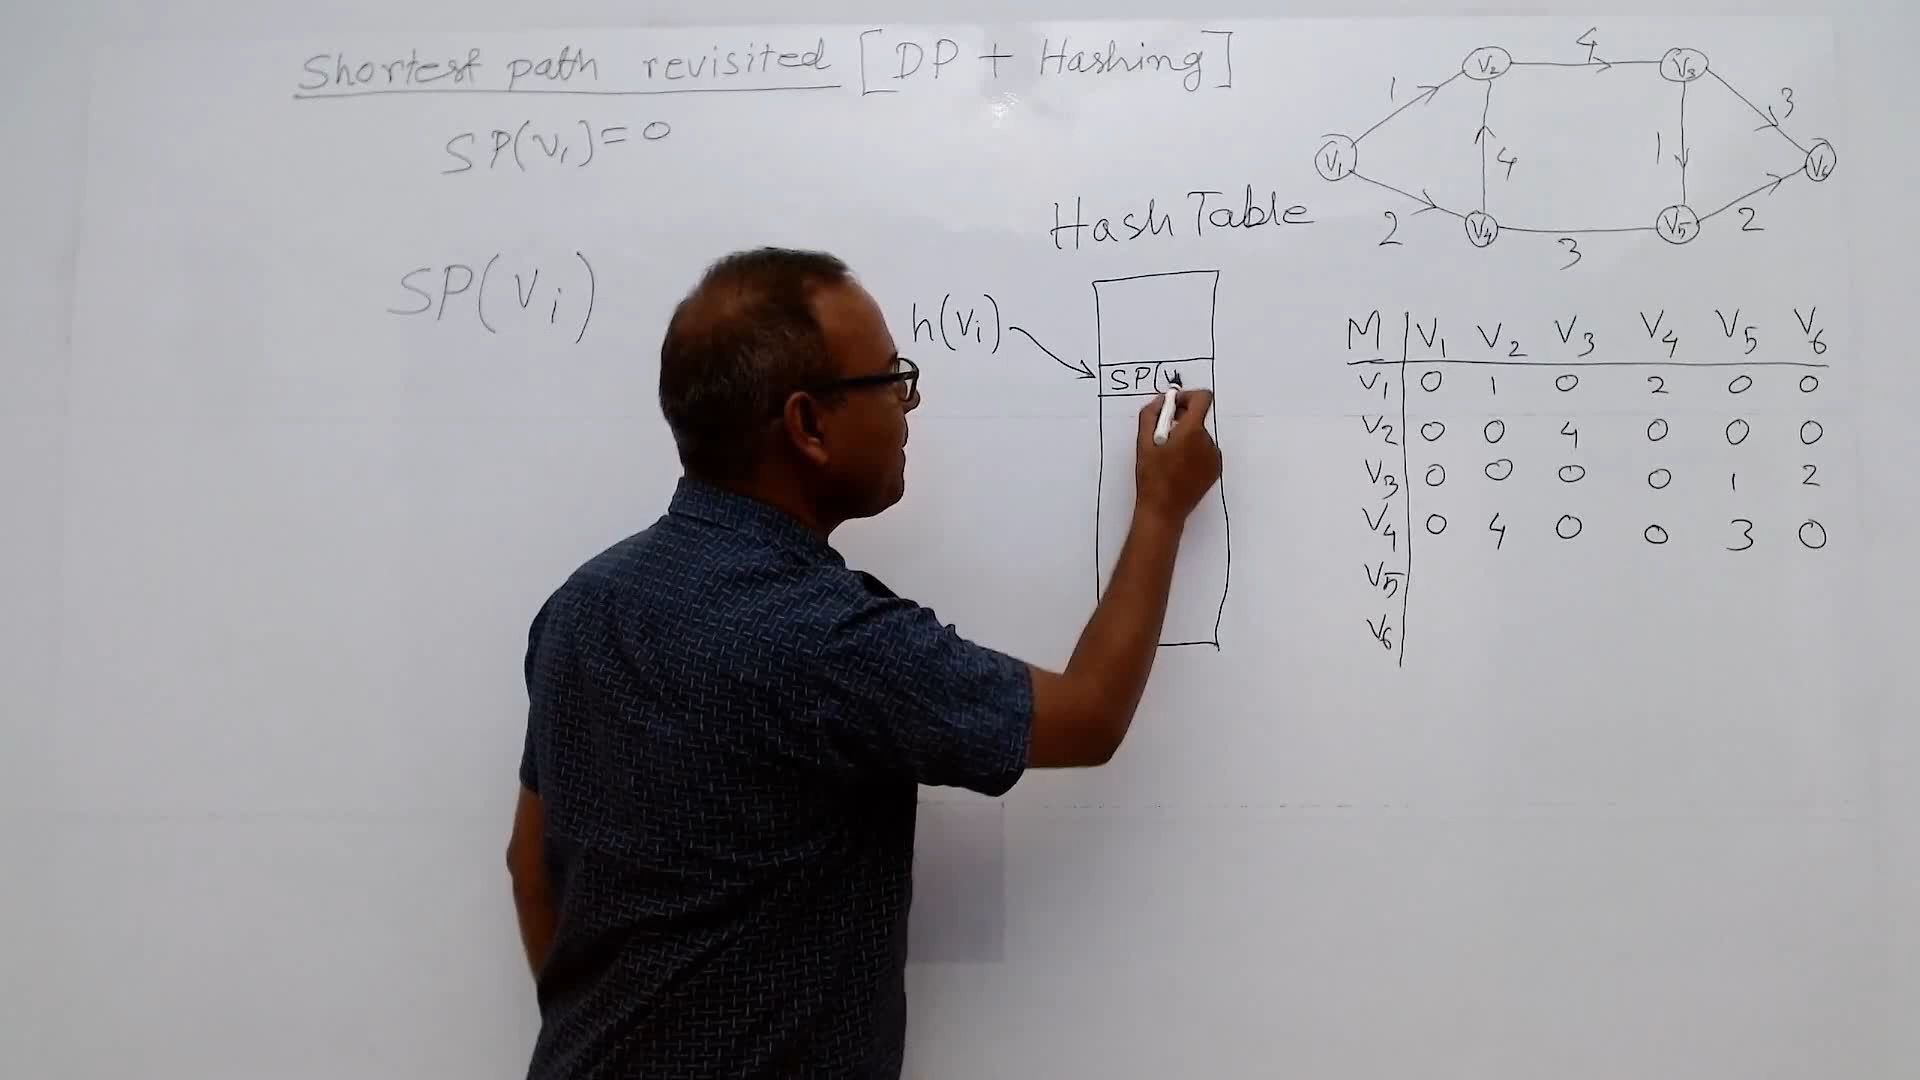 Shortest path revisited [DP + Hashing]
SP(V1) = 0
SP(Vi)
Hash Table
h(Vi)
SP(V
V1 V2 V3 V4 V5 V6
1 4 3 2 4 1 3 2
M V1 V2 V3 V4 V5 V6
V1 0 1 0 2 0 0
V2 0 0 4 0 0 0
V3 0 0 0 0 1 2
V4 0 4 0 0 3 0
V5
V6